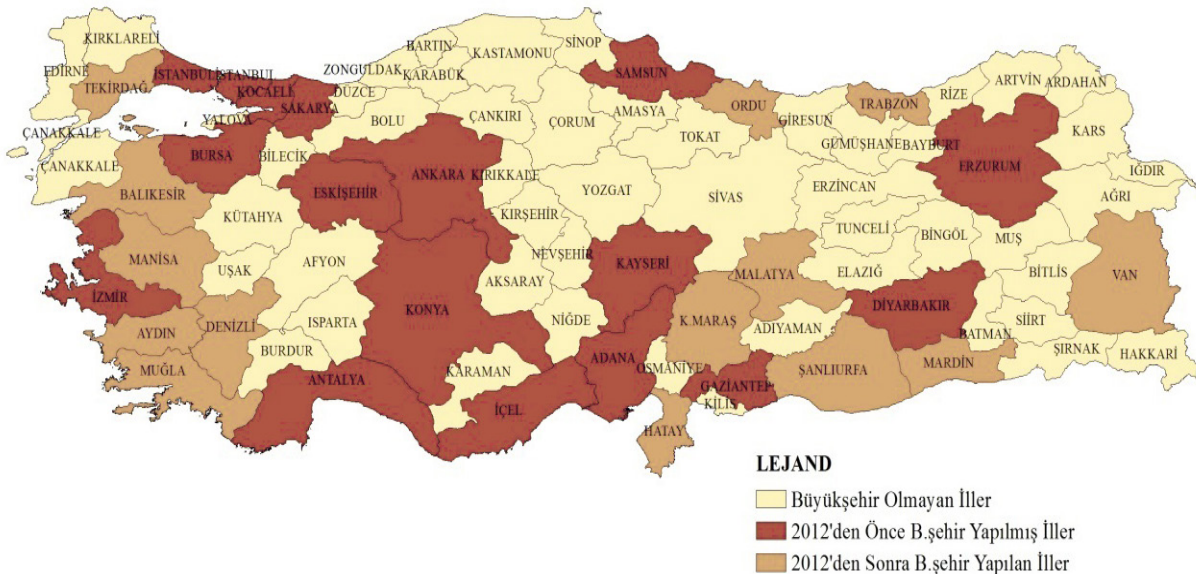 KIRKLARELİ
EDİRNE
TEKİRDAĞ
İSTANBUL
İSTANBUL
KOCAELİ
SAKARYA
YALOVA
DÜZCE
ZONGULDAK
BARTIN
KARABÜK
KASTAMONU
SİNOP
SAMSUN
ORDU
GİRESUN
TRABZON
RİZE
ARTVİN
ARDAHAN
KARS
IĞDIR
AĞRI
ERZURUM
BAYBURT
GÜMÜŞHANE
ERZİNCAN
TOKAT
AMASYA
ÇORUM
ÇANKIRI
BOLU
BİLECİK
BURSA
ÇANAKKALE
ÇANAKKALE
BALIKESİR
KÜTAHYA
ESKİŞEHİR
ANKARA
KIRIKKALE
KIRŞEHİR
YOZGAT
SİVAS
TUNCELİ
BİNGÖL
MUŞ
BİTLİS
VAN
MANİSA
UŞAK
AFYON
İZMİR
AYDIN
DENİZLİ
ISPARTA
BURDUR
MUĞLA
ANTALYA
KONYA
AKSARAY
NEVŞEHİR
KAYSERİ
NİĞDE
KARAMAN
İÇEL
ADANA
OSMANİYE
K.MARAŞ
MALATYA
ELAZIĞ
ADIYAMAN
DİYARBAKIR
BATMAN
SİİRT
ŞIRNAK
HAKKARİ
MARDİN
ŞANLIURFA
GAZİANTEP
KİLİS
HATAY
LEJAND
Büyükşehir Olmayan İller
2012'den Önce B.şehir Yapılmış İller
2012'den Sonra B.şehir Yapılan İller